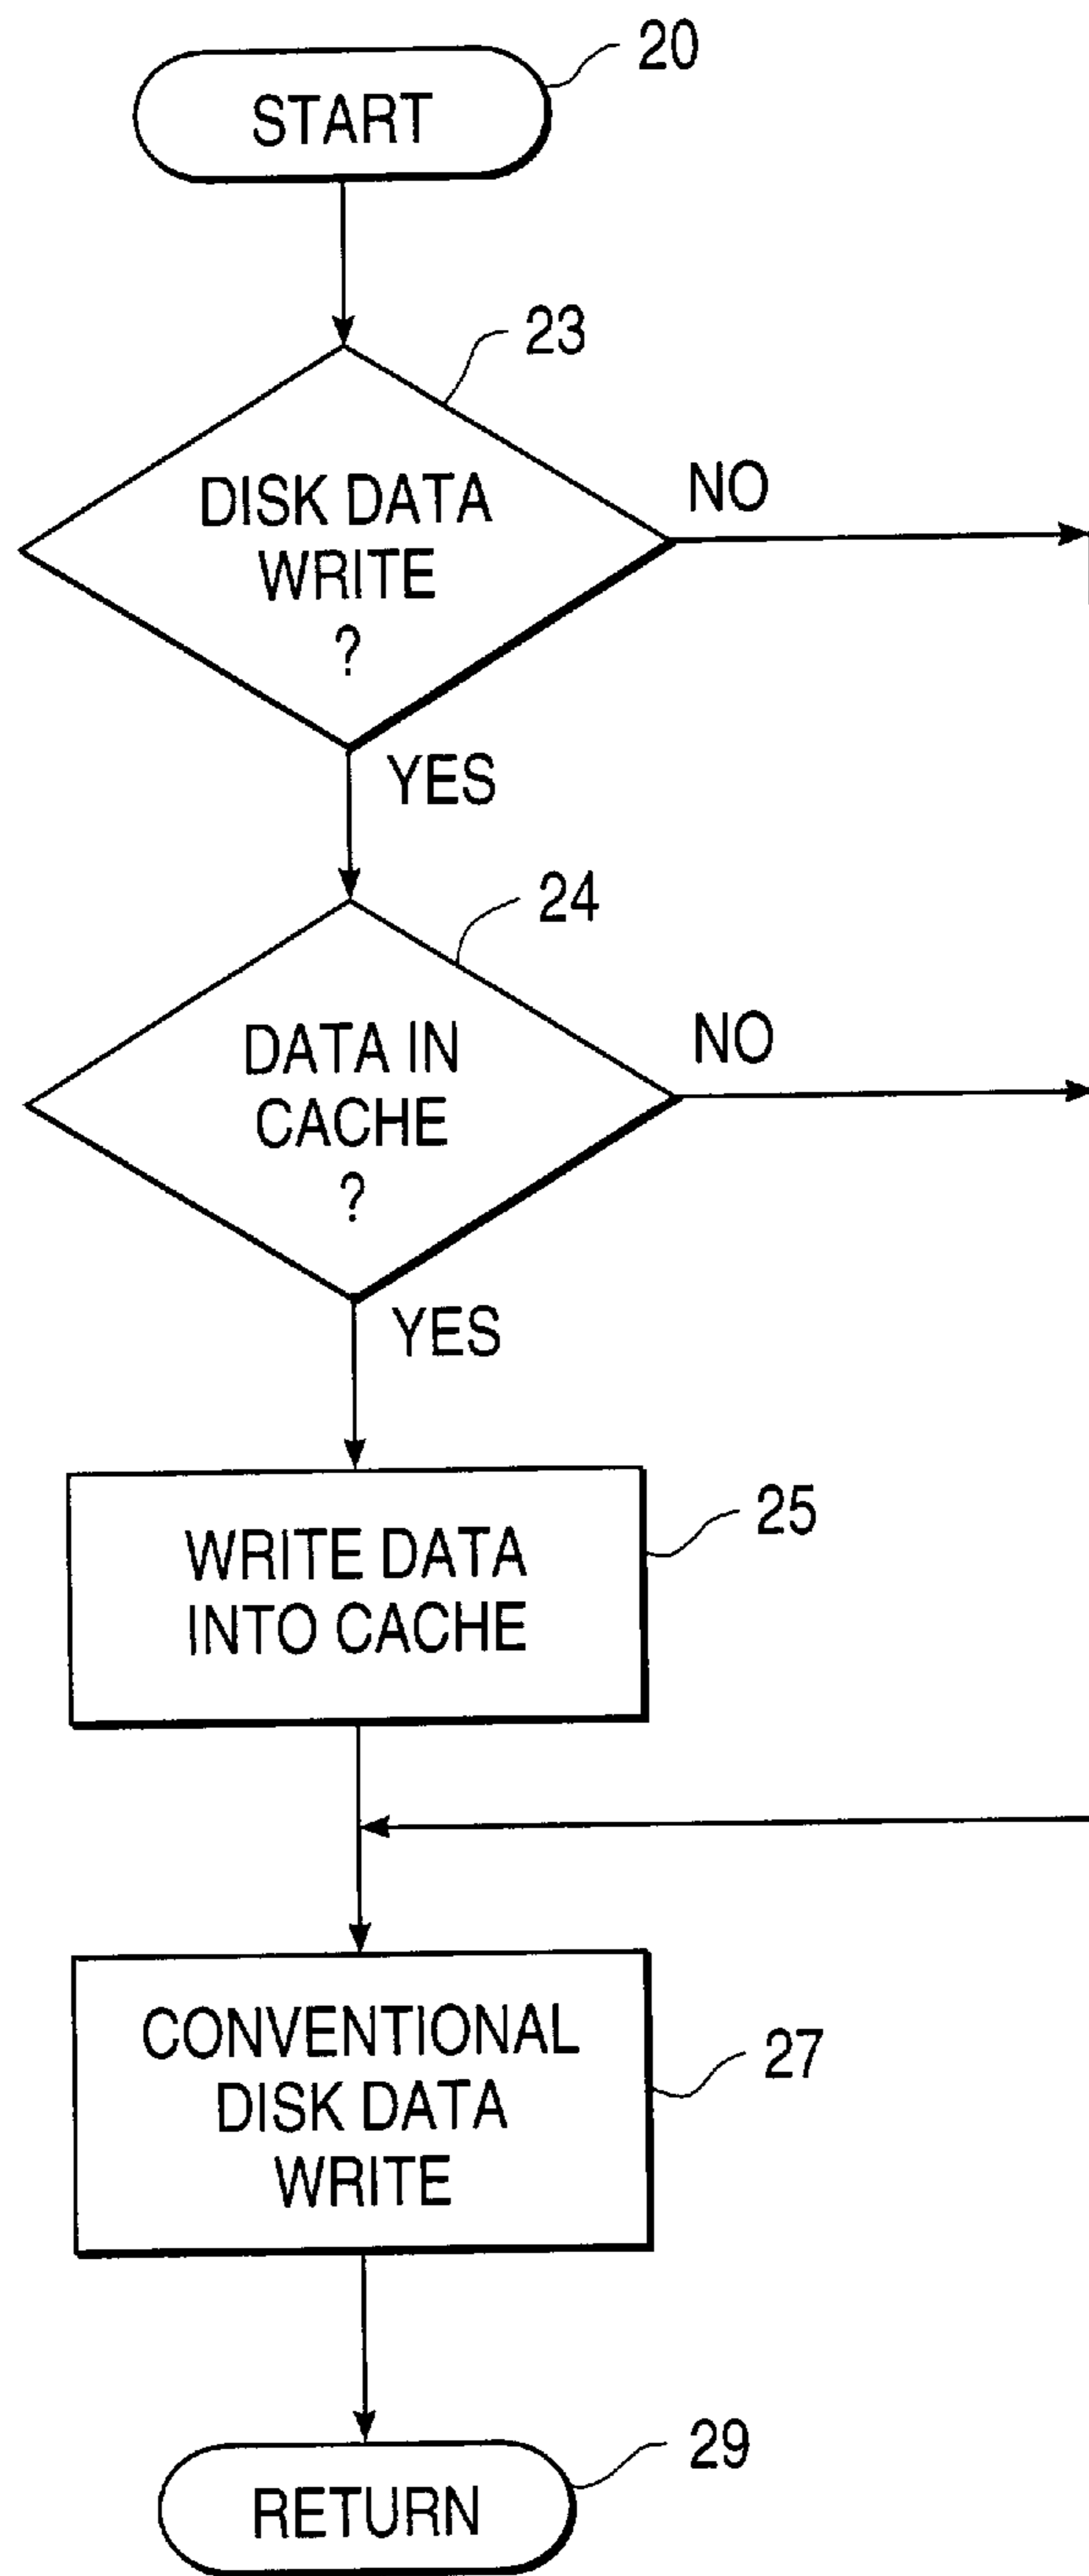 20
START
23
DISK DATA
WRITE
?
NO
YES
24
DATA IN
CACHE
?
NO
YES
25
WRITE DATA
INTO CACHE
CONVENTIONAL
DISK DATA
WRITE
27
29
RETURN